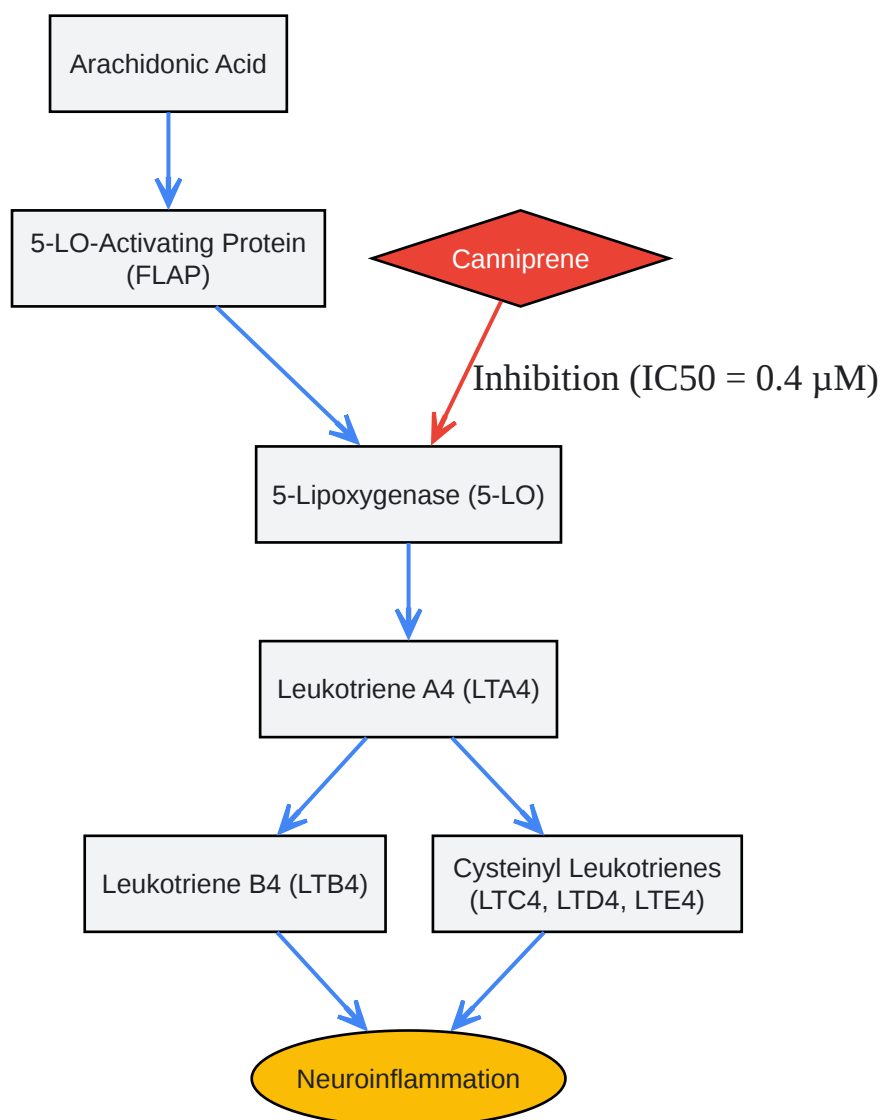 Arachidonic Acid
5-LO-Activating Protein
(FLAP)
Canniprene
Inhibition (IC50 = 0.4 µM)
5-Lipoxygenase (5-LO)
Leukotriene A4 (LTA4)
Leukotriene B4 (LTB4)
Cysteinyl Leukotrienes
(LTC4, LTD4, LTE4)
Neuroinflammation